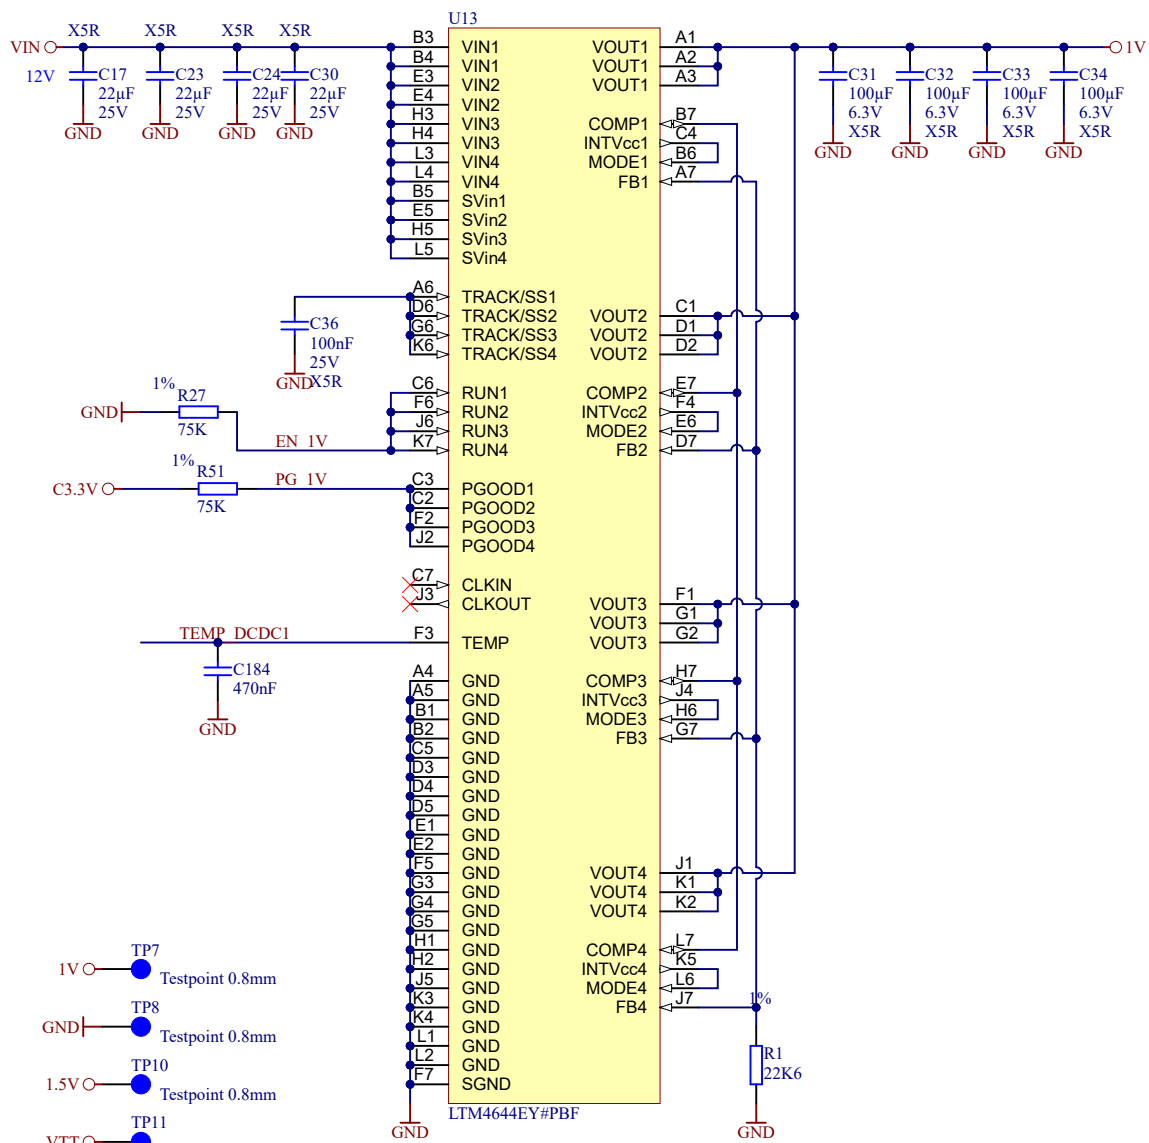 U13
X5R X5R X5R X5R
VIN
12V
C17
22µF
25V
GND
C23
22µF
25V
GND
C24
22µF
25V
GND
C30
22µF
25V
GND
B3 VIN1
B4 VIN1
E3 VIN2
E4 VIN2
H3 VIN3
H4 VIN3
L3 VIN4
L4 VIN4
B5 SVin1
E5 SVin2
H5 SVin3
L5 SVin4
A6 TRACK/SS1
D6 TRACK/SS2
G6 TRACK/SS3
K6 TRACK/SS4
C36
100nF
25V
X5R
GND
C6 RUN1
F6 RUN2
J6 RUN3
K7 RUN4
GND
1%
R27
75K
EN_1V
C3.3V
1%
R51
75K
PG_1V
C3 PGOOD1
C2 PGOOD2
F2 PGOOD3
J2 PGOOD4
C7 CLKIN
J3 CLKOUT
TEMP_DCDC1
F3 TEMP
C184
470nF
GND
A4 GND
A5 GND
B1 GND
B2 GND
C5 GND
D3 GND
D4 GND
D5 GND
E1 GND
E2 GND
F5 GND
G3 GND
G4 GND
G5 GND
H1 GND
H2 GND
J5 GND
K3 GND
K4 GND
L1 GND
L2 GND
F7 SGND
GND
LTM4644EY#PBF
VOUT1 A1
VOUT1 A2
VOUT1 A3
COMP1 B7
INTVcc1 C4
MODE1 B6
FB1 A7
VOUT2 C1
VOUT2 D1
VOUT2 D2
COMP2 E7
INTVcc2 F4
MODE2 E6
FB2 D7
VOUT3 F1
VOUT3 G1
VOUT3 G2
COMP3 H7
INTVcc3 J4
MODE3 H6
FB3 G7
VOUT4 J1
VOUT4 K1
VOUT4 K2
COMP4 L7
INTVcc4 K5
MODE4 L6
FB4 J7
1%
R1
22K6
GND
1V
C31
100µF
6.3V
X5R
GND
C32
100µF
6.3V
X5R
GND
C33
100µF
6.3V
X5R
GND
C34
100µF
6.3V
X5R
GND
TP7
1V
Testpoint 0.8mm
TP8
GND
Testpoint 0.8mm
TP10
1.5V
Testpoint 0.8mm
TP11
VTT